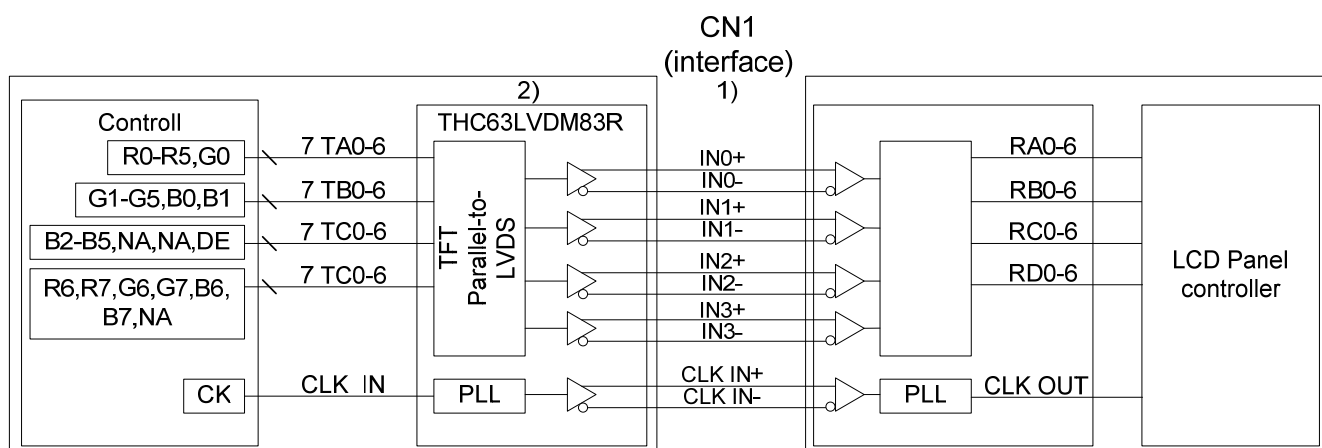 CN1
(interface)
1)
2)
Controll
THC63LVDM83R
R0-R5,G0
7 TA0-6
G1-G5,B0,B1
7 TB0-6
B2-B5,NA,NA,DE
7 TC0-6
R6,R7,G6,G7,B6,
B7,NA
7 TC0-6
TFT
Parallel-to-
LVDS
IN0+
IN0-
IN1+
IN1-
IN2+
IN2-
IN3+
IN3-
RA0-6
RB0-6
RC0-6
RD0-6
LCD Panel
controller
CK
CLK IN
PLL
CLK IN+
CLK IN-
PLL
CLK OUT